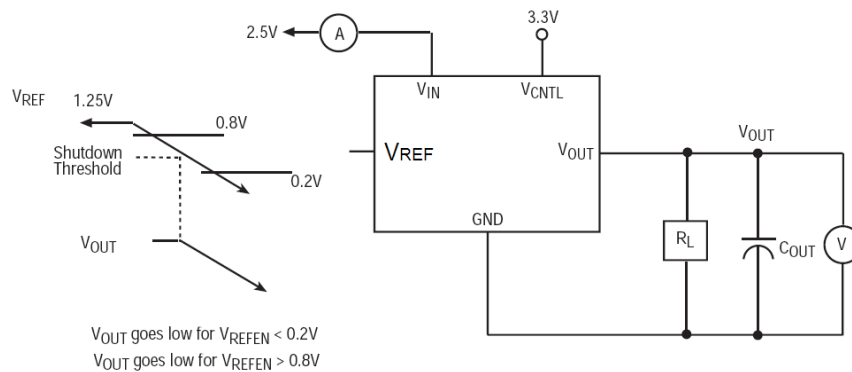 3.3V
2.5V
A
VIN
VCNTL
VREF
1.25V
0.8V
Shutdown
Threshold
0.2V
VREF
VOUT
VOUT
VOUT
GND
RL
COUT
V
VOUT goes low for VREFEN < 0.2V
VOUT goes low for VREFEN > 0.8V